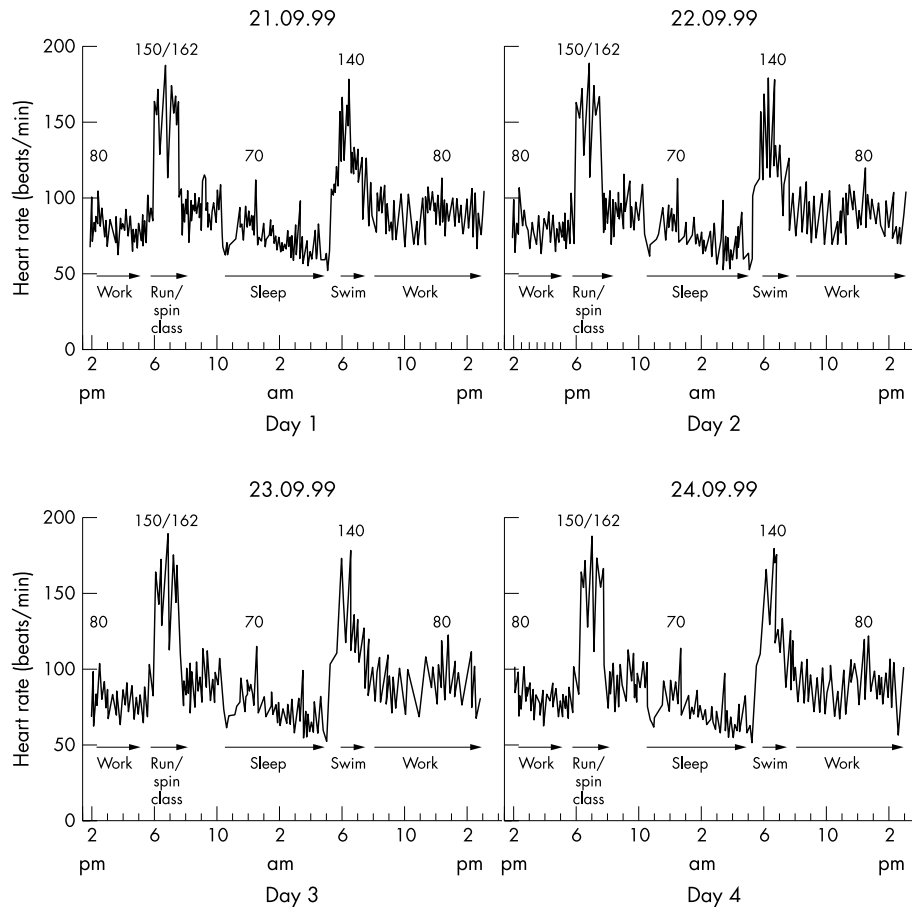 21.09.99
22.09.99
Heart rate (beats/min)
200
150
100
50
0
150/162
140
80
70
80
Work
Run/
spin
class
Sleep
Swim
Work
2
6
10
2
6
10
2
pm
am
pm
Day 1
150/162
140
80
70
80
Work
Run/
spin
class
Sleep
Swim
Work
2
6
10
2
6
10
2
pm
am
pm
Day 2
23.09.99
24.09.99
Heart rate (beats/min)
200
150
100
50
0
150/162
140
80
70
80
Work
Run/
spin
class
Sleep
Swim
Work
2
6
10
2
6
10
2
pm
am
pm
Day 3
150/162
140
80
70
80
Work
Run/
spin
class
Sleep
Swim
Work
2
6
10
2
6
10
2
pm
am
pm
Day 4